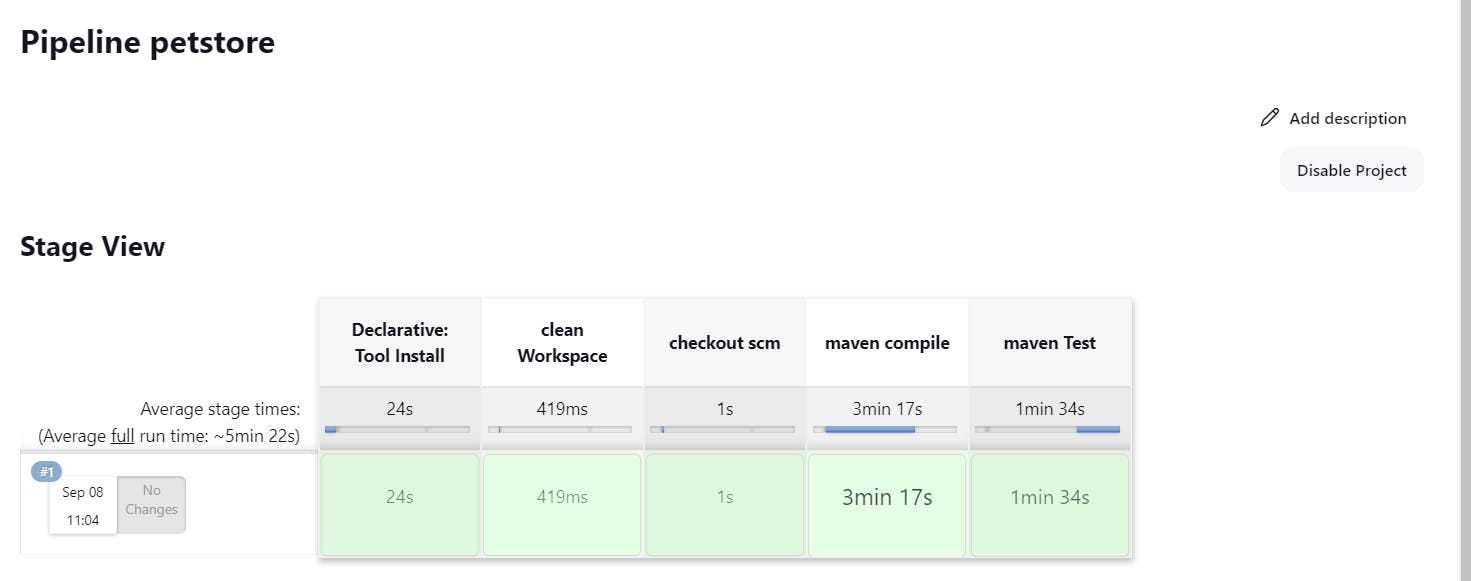 Pipeline petstore
Add description
Disable Project
Stage View
Declarative:
Tool Install
clean
Workspace
checkout scm
maven compile
maven Test
Average stage times:
24s
419ms
1s
3min 17s
1min 34s
(Average full run time: ~5min 22s)
#1
Sep 08
11:04
No
Changes
24s
419ms
1s
3min 17s
1min 34s